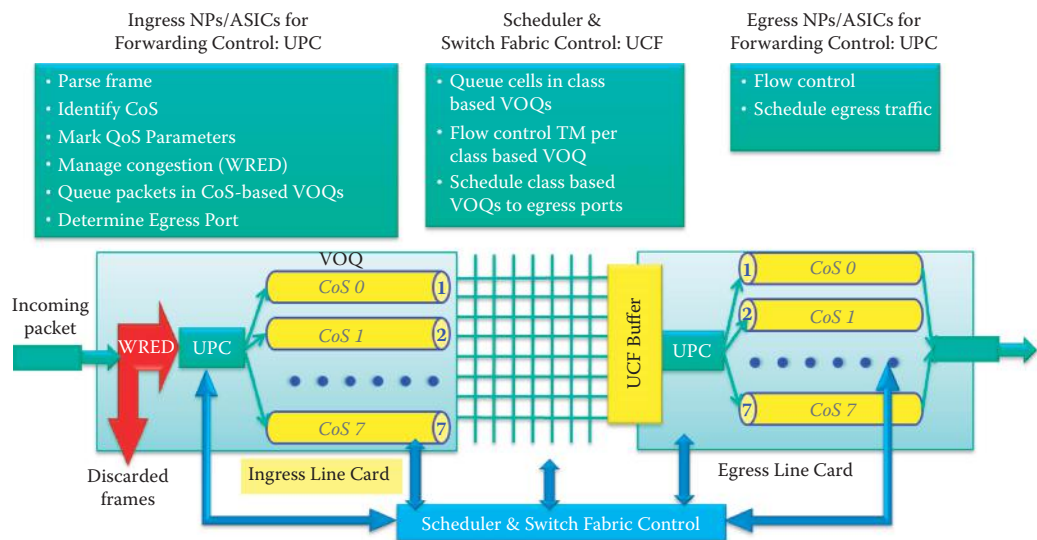 Ingress NPs/ASICs for
Forwarding Control: UPC
Scheduler &
Switch Fabric Control: UCF
Egress NPs/ASICs for
Forwarding Control: UPC
• Parse frame
• Identify CoS
• Mark QoS Parameters
• Manage congestion (WRED)
• Queue packets in CoS-based VOQs
• Determine Egress Port
• Queue cells in class
based VOQs
• Flow control TM per
class based VOQ
• Schedule class based
VOQs to egress ports
• Flow control
• Schedule egress traffic
VOQ
CoS 0 1
1 CoS 0
Incoming
packet
CoS 1 2
2 CoS 1
WRED
UPC
UCF Buffer
UPC
CoS 7 7
7 CoS 7
Discarded
frames
Ingress Line Card
Egress Line Card
Scheduler & Switch Fabric Control